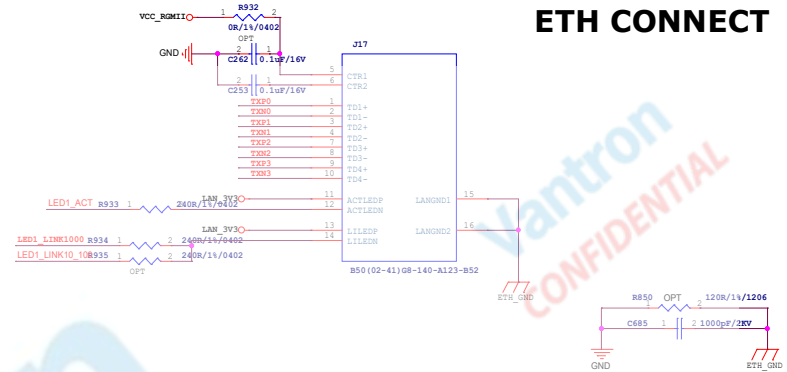 ETH CONNECT
VCC_RGMII
1 R932 2
0R/1%/0402
OPT
GND
2 1
C262 0.1uF/16V
2 1
C253 0.1uF/16V
J17
5 CTR1
6 CTR2
TXP0 1 TD1+
TXN0 2 TD1-
TXP1 3 TD2+
TXN1 4 TD2-
TXP2 7 TD3+
TXN2 8 TD3-
TXP3 9 TD4+
TXN3 10 TD4-
LAN_3V3 11 ACTLEDP LANGND1 15
LED1_ACT R933 1 2 240R/1%/0402 12 ACTLEDN
LAN_3V3 13 LILEDP LANGND2 16
LED1_LINK1000 R934 1 2 240R/1%/0402 14 L1LEDN
LED1_LINK10_100 R935 1 2 240R/1%/0402
OPT
B50(02-41)G8-140-A123-B52
ETH_GND
R850 OPT 120R/1%/1206
1 2
C685 1 2 1000pF/2KV
GND
ETH_GND
Vantron
CONFIDENTIAL